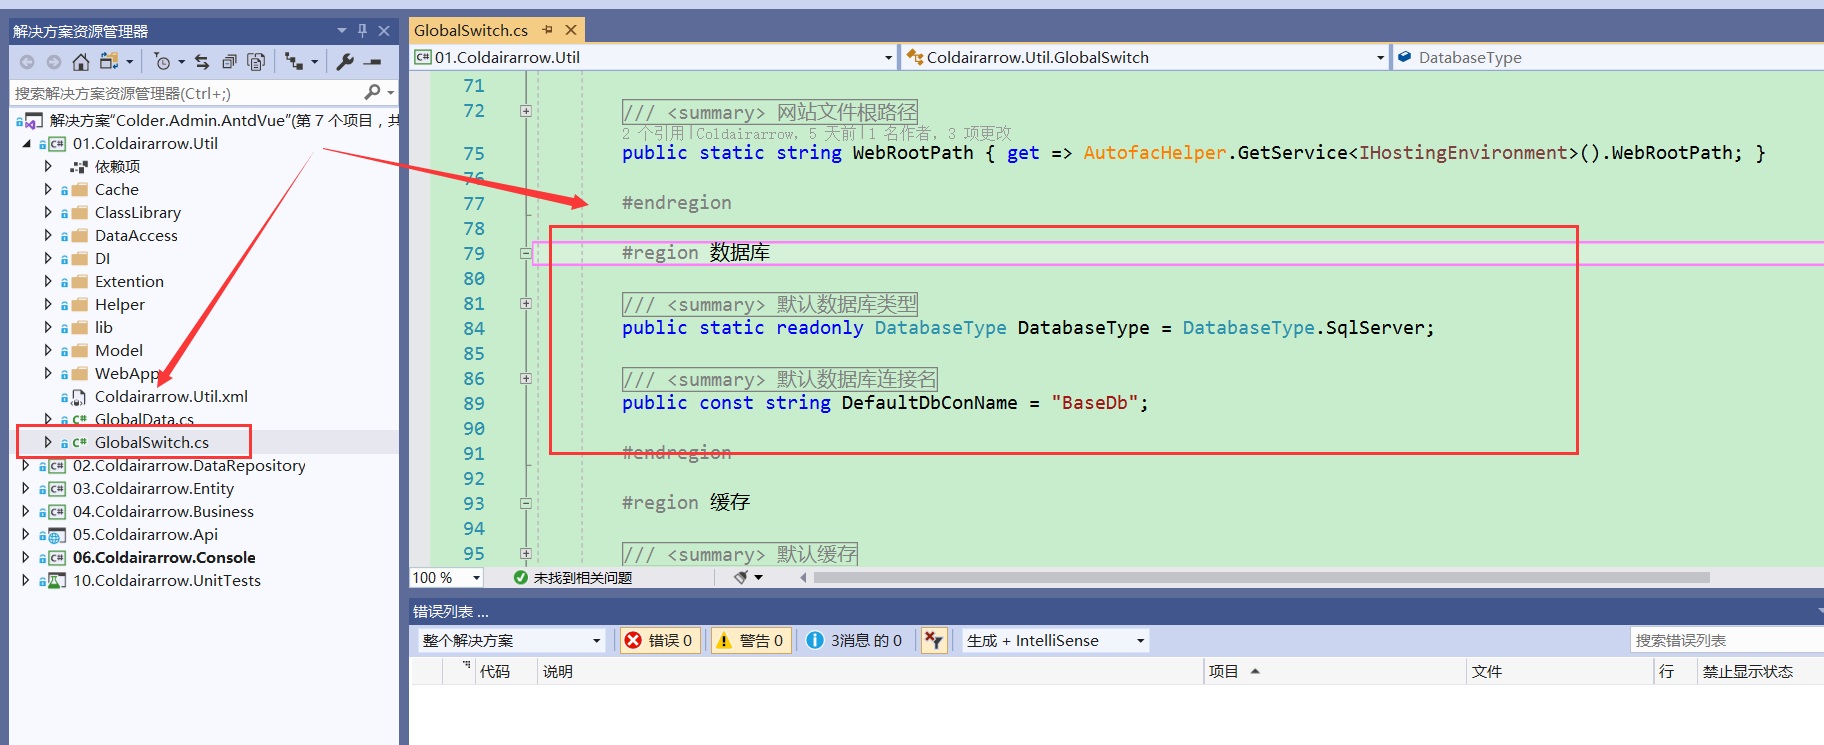 解决方案资源管理器
搜索解决方案资源管理器(Ctrl+;)
解决方案"Colder.Admin.AntdVue"(第 7 个项目，共
01.Coldairarrow.Util
依赖项
Cache
ClassLibrary
DataAccess
DI
Extention
Helper
lib
Model
WebApp
Coldairarrow.Util.xml
GlobalData.cs
GlobalSwitch.cs
02.Coldairarrow.DataRepository
03.Coldairarrow.Entity
04.Coldairarrow.Business
05.Coldairarrow.Api
06.Coldairarrow.Console
10.Coldairarrow.UnitTests
GlobalSwitch.cs
01.Coldairarrow.Util
Coldairarrow.Util.GlobalSwitch
DatabaseType
71
72 /// <summary> 网站文件根路径
2 个引用|Coldairarrow，5 天前|1 名作者，3 项更改
75 public static string WebRootPath { get => AutofacHelper.GetService<IHostingEnvironment>().WebRootPath; }
76
77 #endregion
78
79 #region 数据库
80
81 /// <summary> 默认数据库类型
84 public static readonly DatabaseType DatabaseType = DatabaseType.SqlServer;
85
86 /// <summary> 默认数据库连接名
89 public const string DefaultDbConName = "BaseDb";
90
91 #endregion
92
93 #region 缓存
94
95 /// <summary> 默认缓存
100 %
未找到相关问题
错误列表 ...
整个解决方案
错误 0
警告 0
3消息 的 0
生成 + IntelliSense
搜索错误列表
代码
说明
项目
文件
行
禁止显示状态